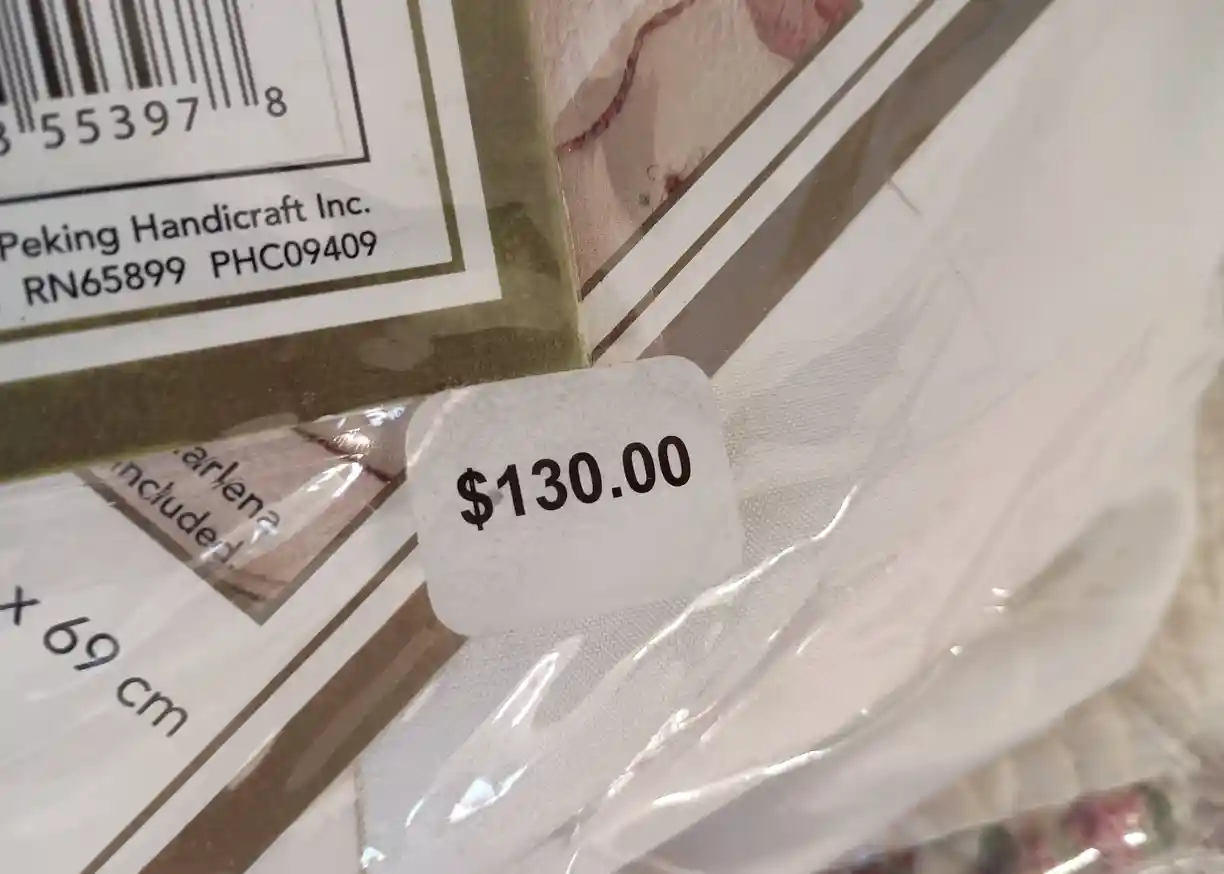 55397 8
Peking Handicraft Inc.
RN65899 PHC09409
$130.00
included.
x 69 cm